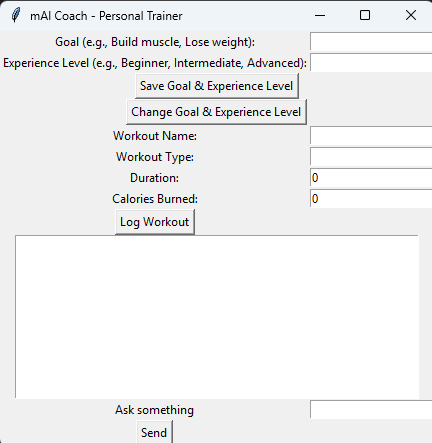 mAI Coach - Personal Trainer
Goal (e.g., Build muscle, Lose weight):
Experience Level (e.g., Beginner, Intermediate, Advanced):
Save Goal & Experience Level
Change Goal & Experience Level
Workout Name:
Workout Type:
Duration: 0
Calories Burned: 0
Log Workout
Ask something
Send